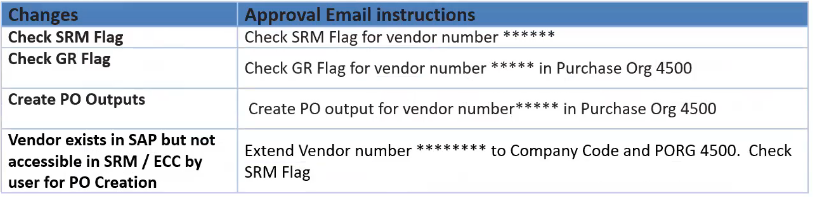 Changes Approval Email instructions
Check SRM Flag Check SRM Flag for vendor number ******
Check GR Flag Check GR Flag for vendor number ***** in Purchase Org 4500
Create PO Outputs Create PO output for vendor number***** in Purchase Org 4500
Vendor exists in SAP but not
accessible in SRM / ECC by
user for PO Creation
Extend Vendor number ******** to Company Code and PORG 4500.  Check
SRM Flag